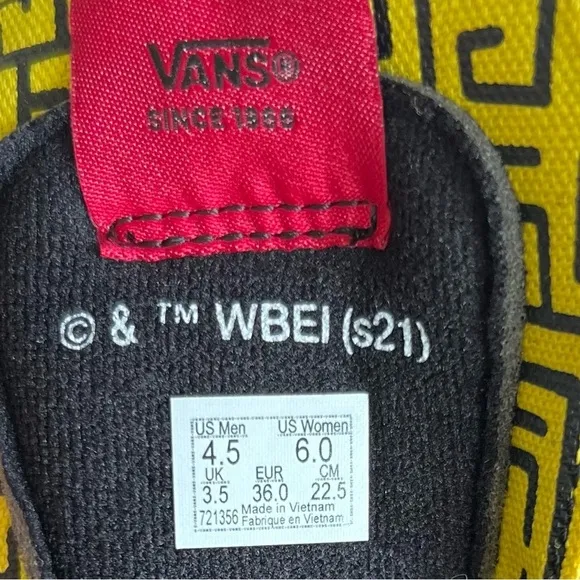 VANS®
SINCE 1966
© & ™ WBEI (s21)
US Men US Women
4.5 6.0
UK EUR CM
3.5 36.0 22.5
721356 Made in Vietnam
Fabrique en Vietnam